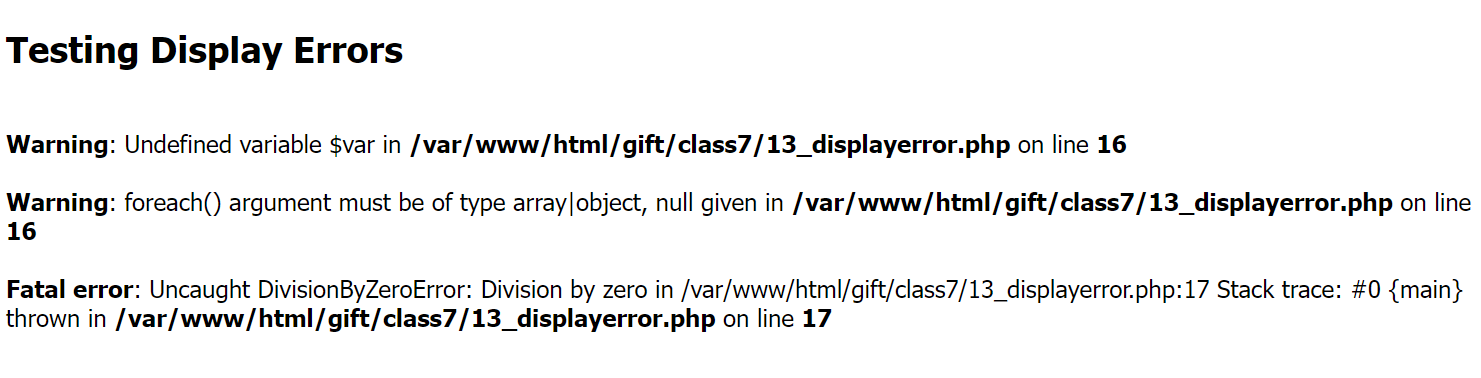 Testing Display Errors
Warning: Undefined variable $var in /var/www/html/gift/class7/13_displayerror.php on line 16
Warning: foreach() argument must be of type array|object, null given in /var/www/html/gift/class7/13_displayerror.php on line
16
Fatal error: Uncaught DivisionByZeroError: Division by zero in /var/www/html/gift/class7/13_displayerror.php:17 Stack trace: #0 {main}
thrown in /var/www/html/gift/class7/13_displayerror.php on line 17